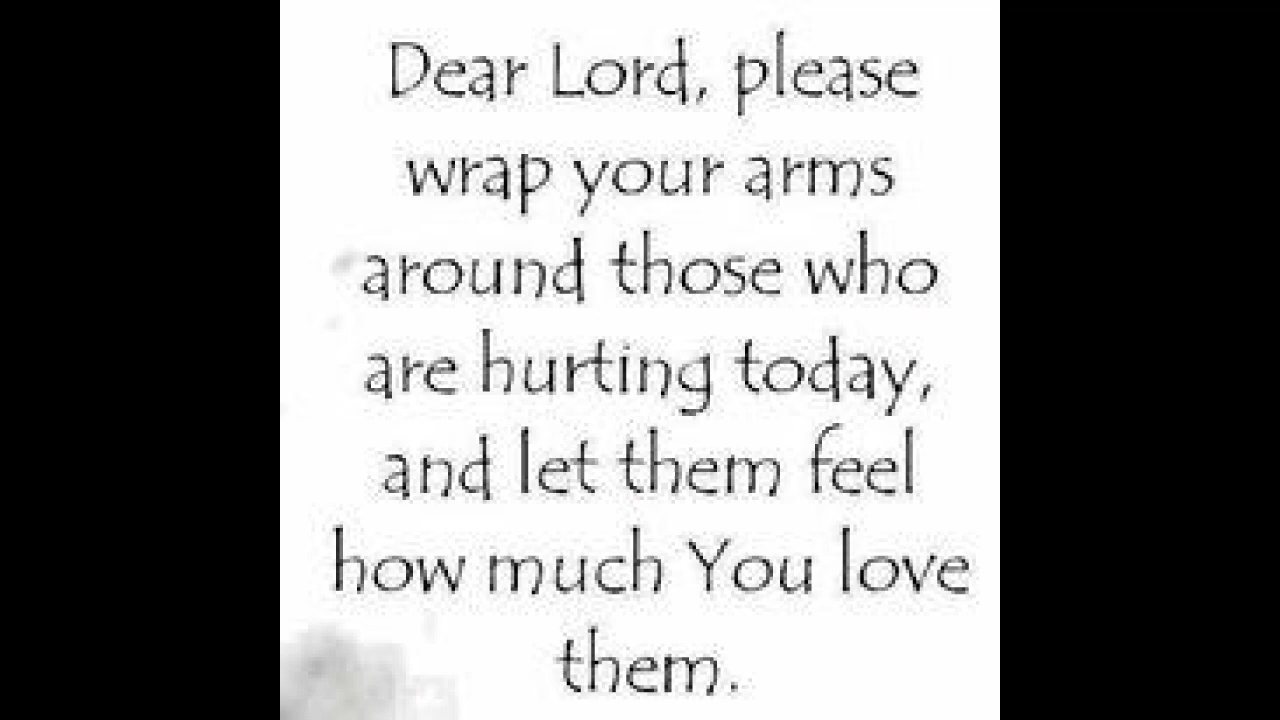 Dear Lord, please
wrap your arms
around those who
are hurting today,
and let them feel
how much You love
them.